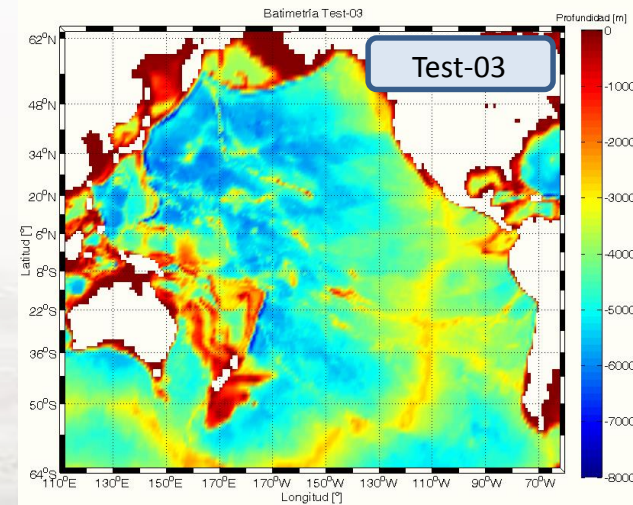 Batimetría Test-03
Profundidad [m]
Test-03
62°N
48°N
34°N
20°N
6°N
8°S
22°S
36°S
50°S
64°S
Latitud [°]
110°E 130°E 150°E 170°E 170°W 150°W 130°W 110°W 90°W 70°W
Longitud [°]
0
-1000
-2000
-3000
-4000
-5000
-6000
-7000
-8000